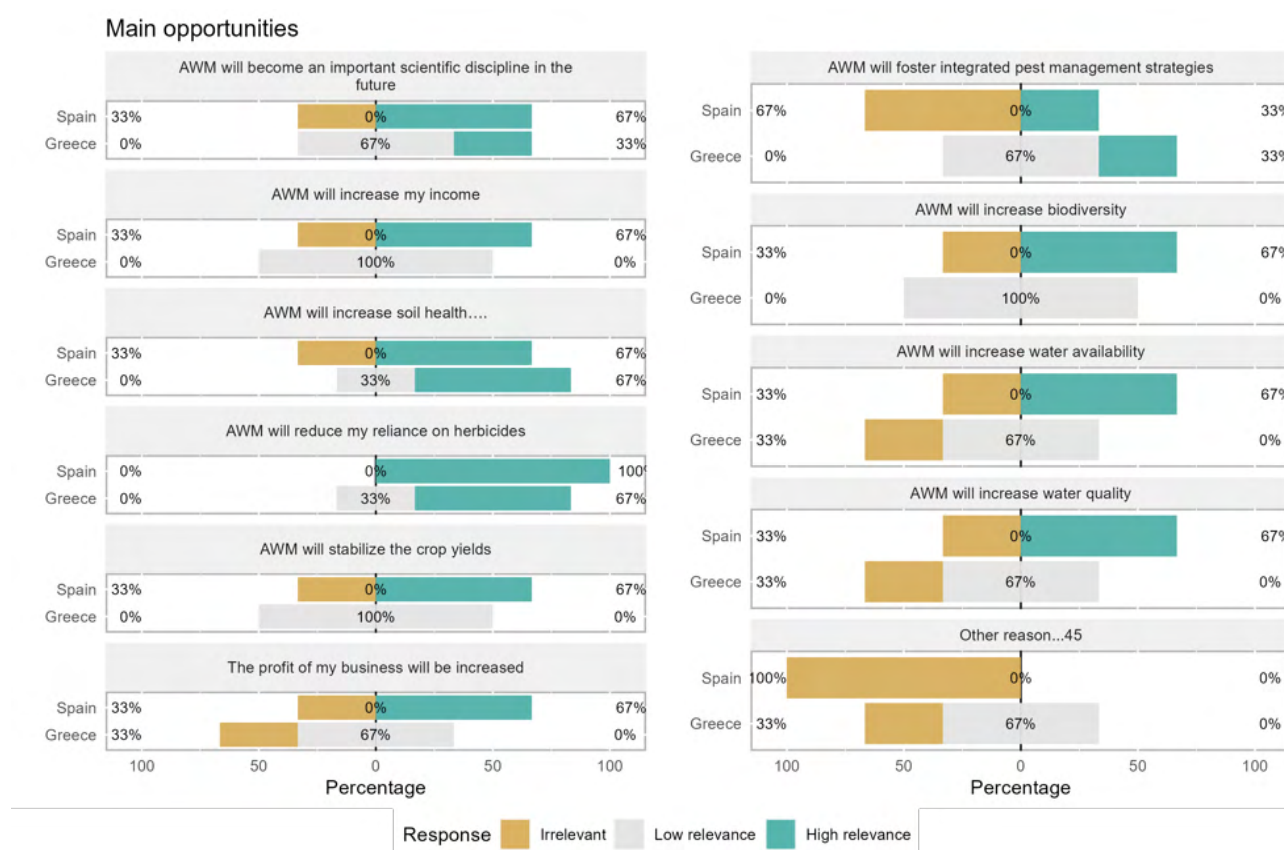 Main opportunities
AWM will become an important scientific discipline in the
future
Spain 33% 0% 67%
Greece 0% 67% 33%
AWM will increase my income
Spain 33% 0% 67%
Greece 0% 100% 0%
AWM will increase soil health....
Spain 33% 0% 67%
Greece 0% 33% 67%
AWM will reduce my reliance on herbicides
Spain 0% 0% 100%
Greece 0% 33% 67%
AWM will stabilize the crop yields
Spain 33% 0% 67%
Greece 0% 100% 0%
The profit of my business will be increased
Spain 33% 0% 67%
Greece 33% 67% 0%
100 50 0 50 100
Percentage
AWM will foster integrated pest management strategies
Spain 67% 0% 33%
Greece 0% 67% 33%
AWM will increase biodiversity
Spain 33% 0% 67%
Greece 0% 100% 0%
AWM will increase water availability
Spain 33% 0% 67%
Greece 33% 67% 0%
AWM will increase water quality
Spain 33% 0% 67%
Greece 33% 67% 0%
Other reason...45
Spain 100% 0% 0%
Greece 33% 67% 0%
100 50 0 50 100
Percentage
Response Irrelevant Low relevance High relevance